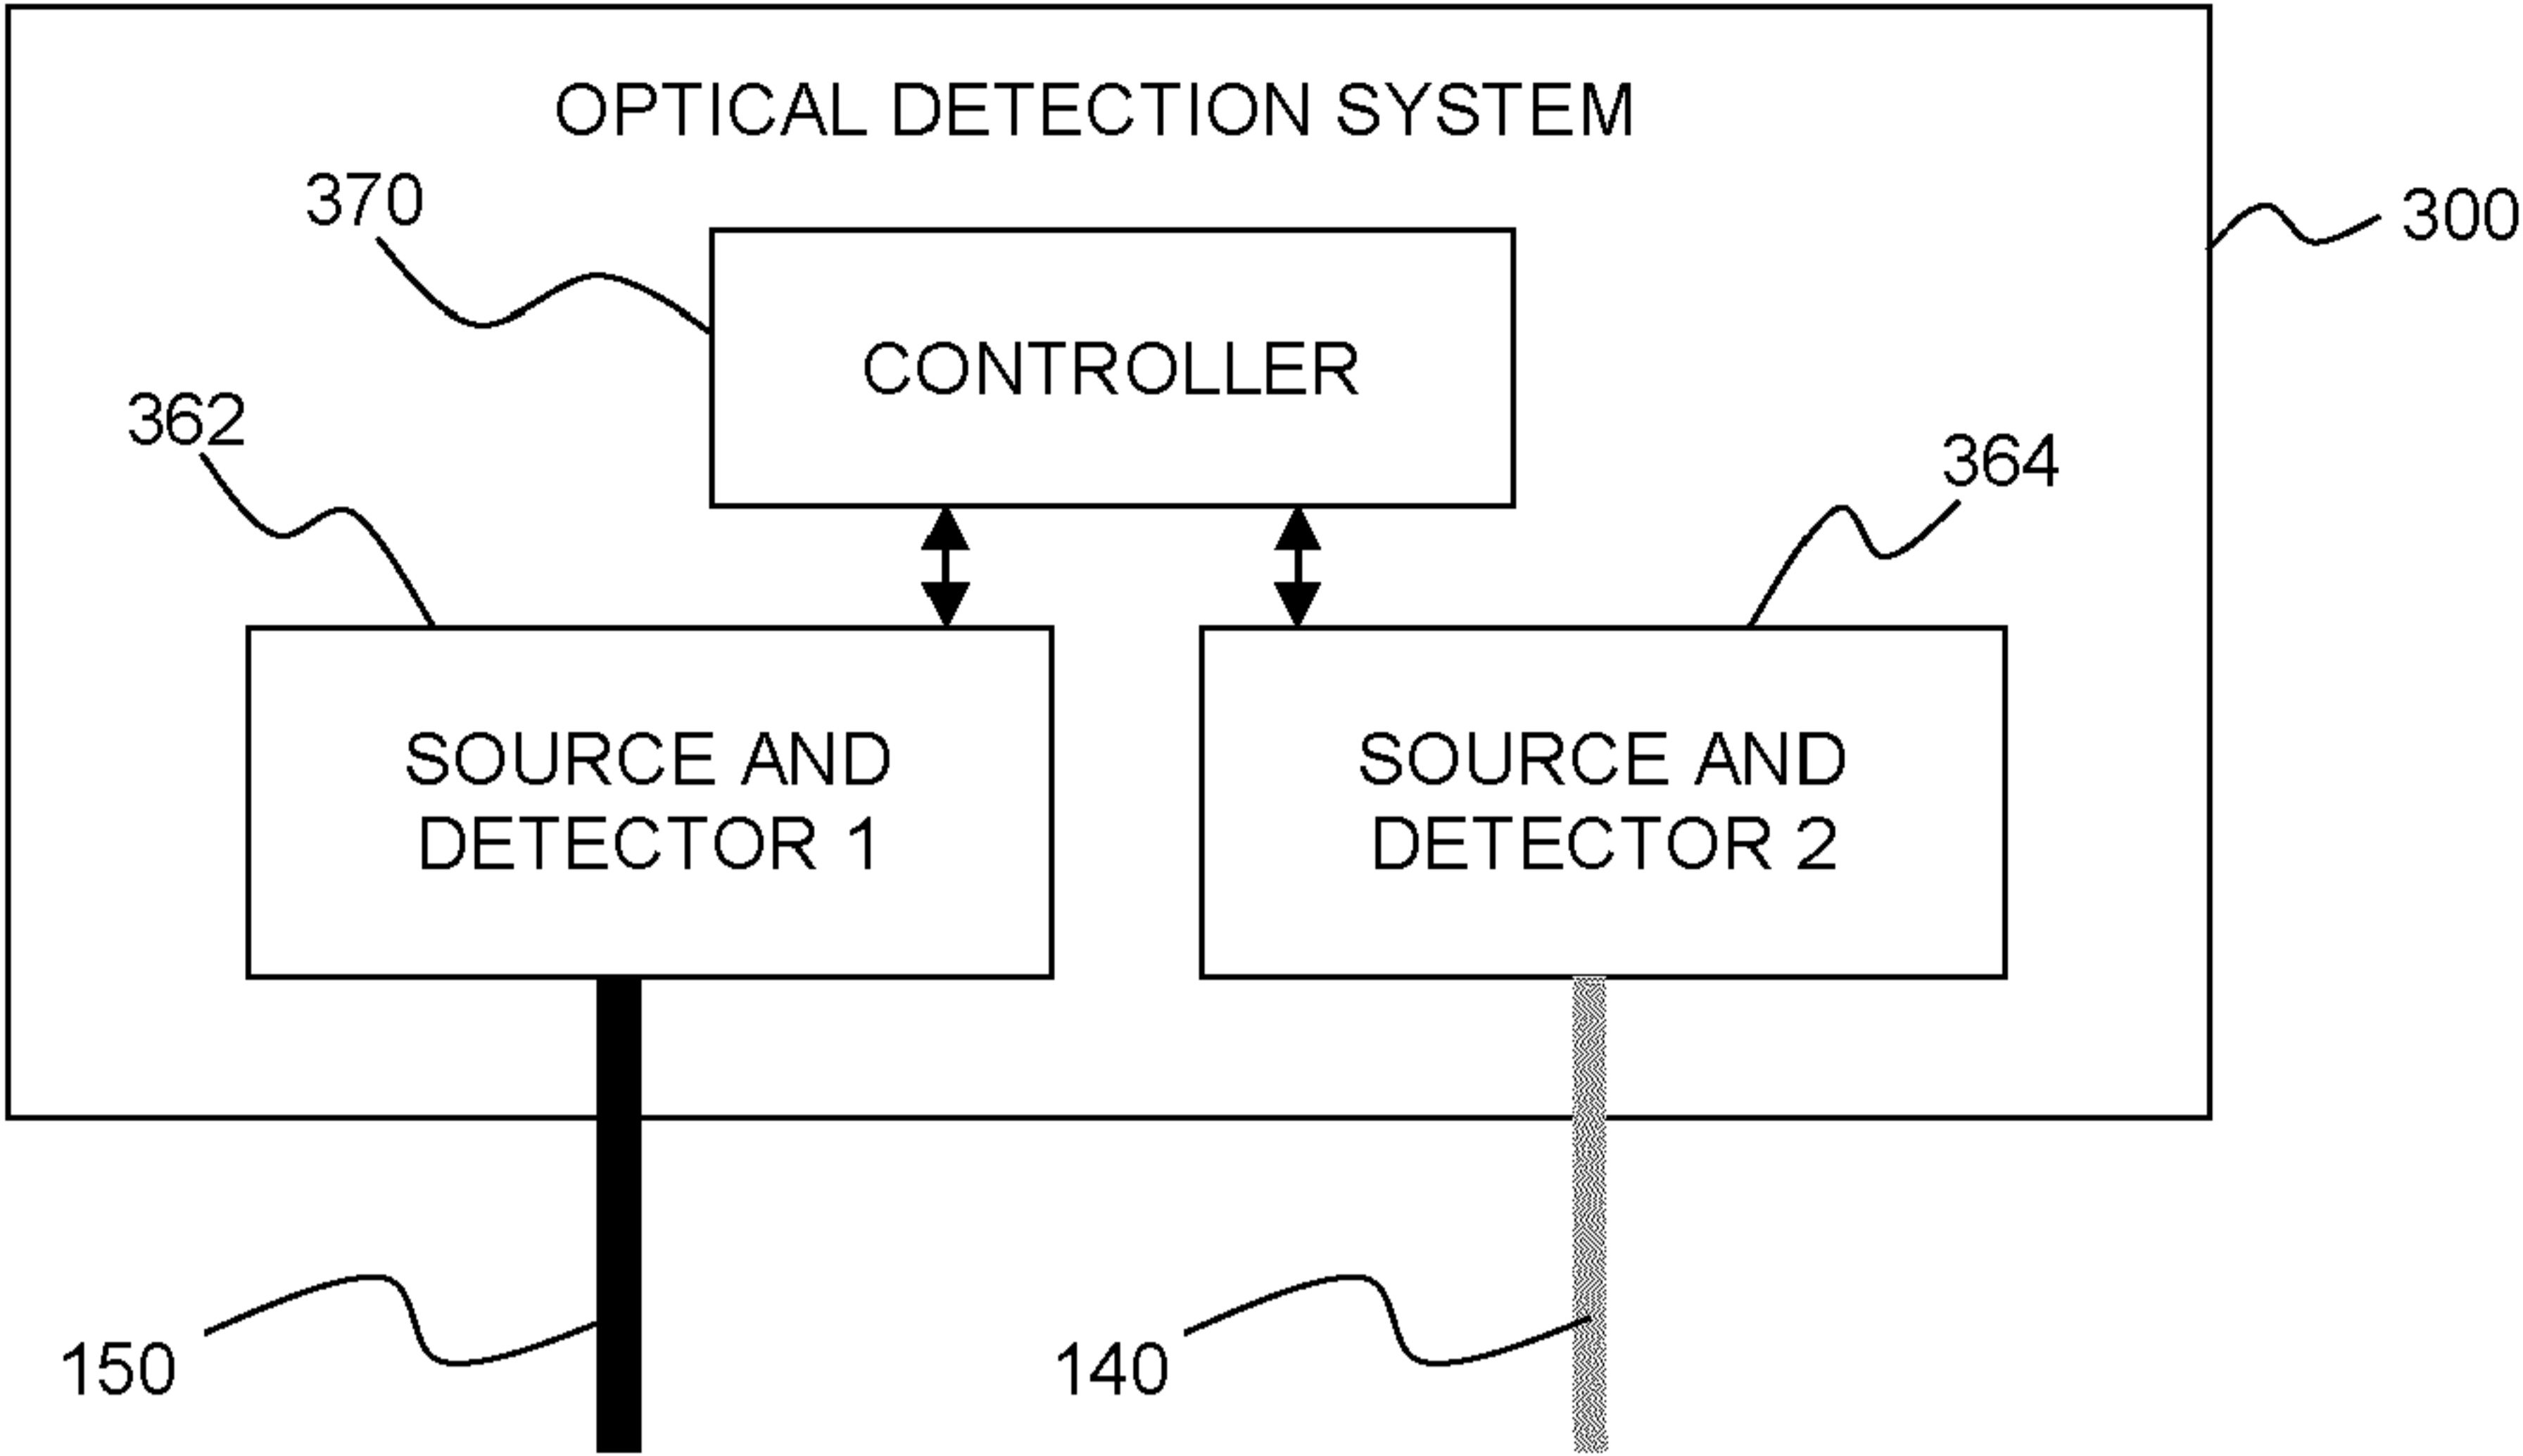 OPTICAL DETECTION SYSTEM
370
300
CONTROLLER
362
364
SOURCE AND
DETECTOR 1
SOURCE AND
DETECTOR 2
150
140